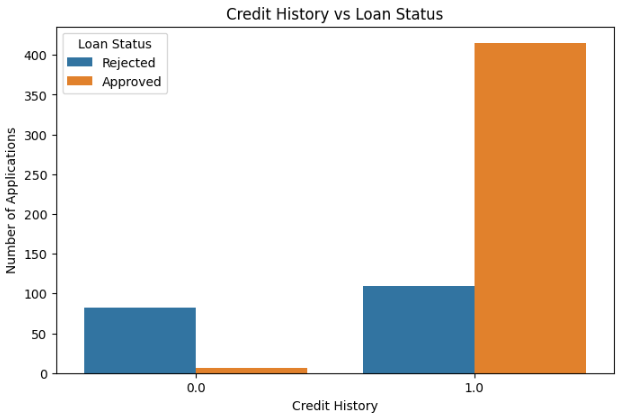 Credit History vs Loan Status
Loan Status
Rejected
Approved
400
350
300
250
200
150
100
50
0
Number of Applications
0.0
1.0
Credit History